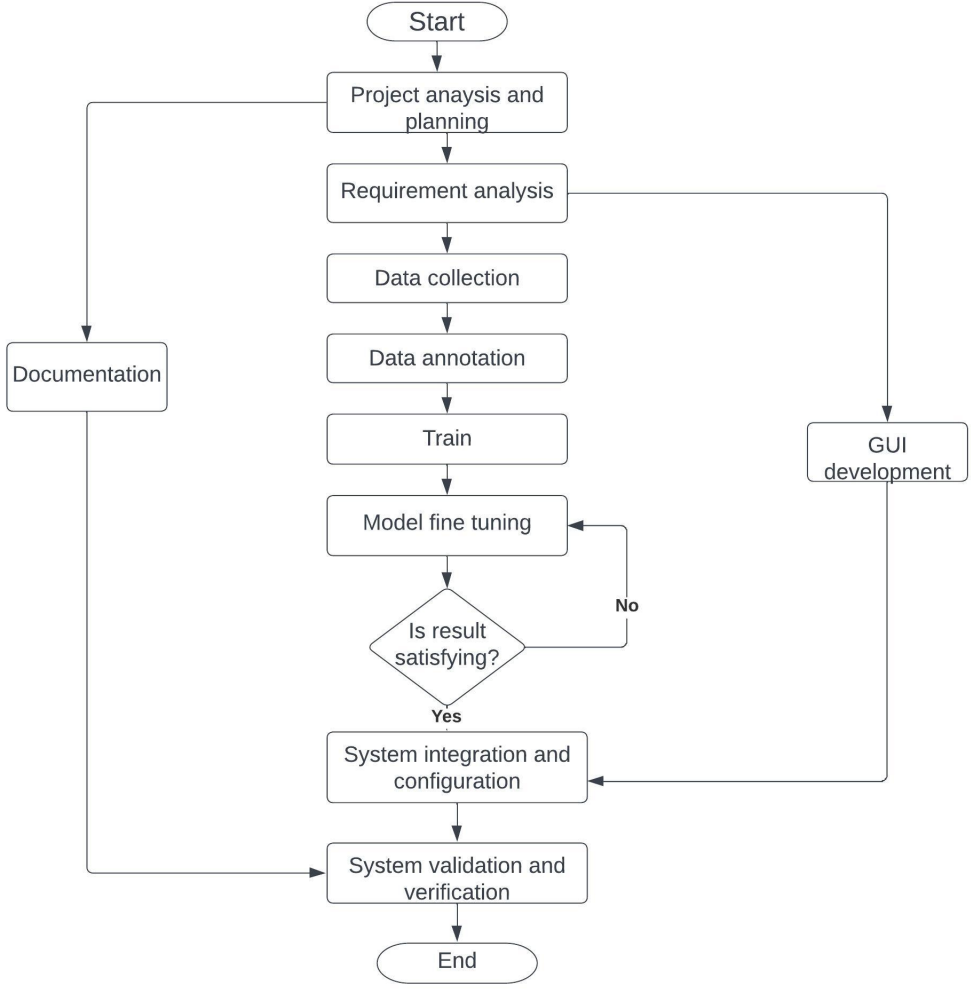 Start
Project anaysis and
planning
Requirement analysis
Data collection
Data annotation
Documentation
Train
GUI
development
Model fine tuning
No
Is result
satisfying?
Yes
System integration and
configuration
System validation and
verification
End